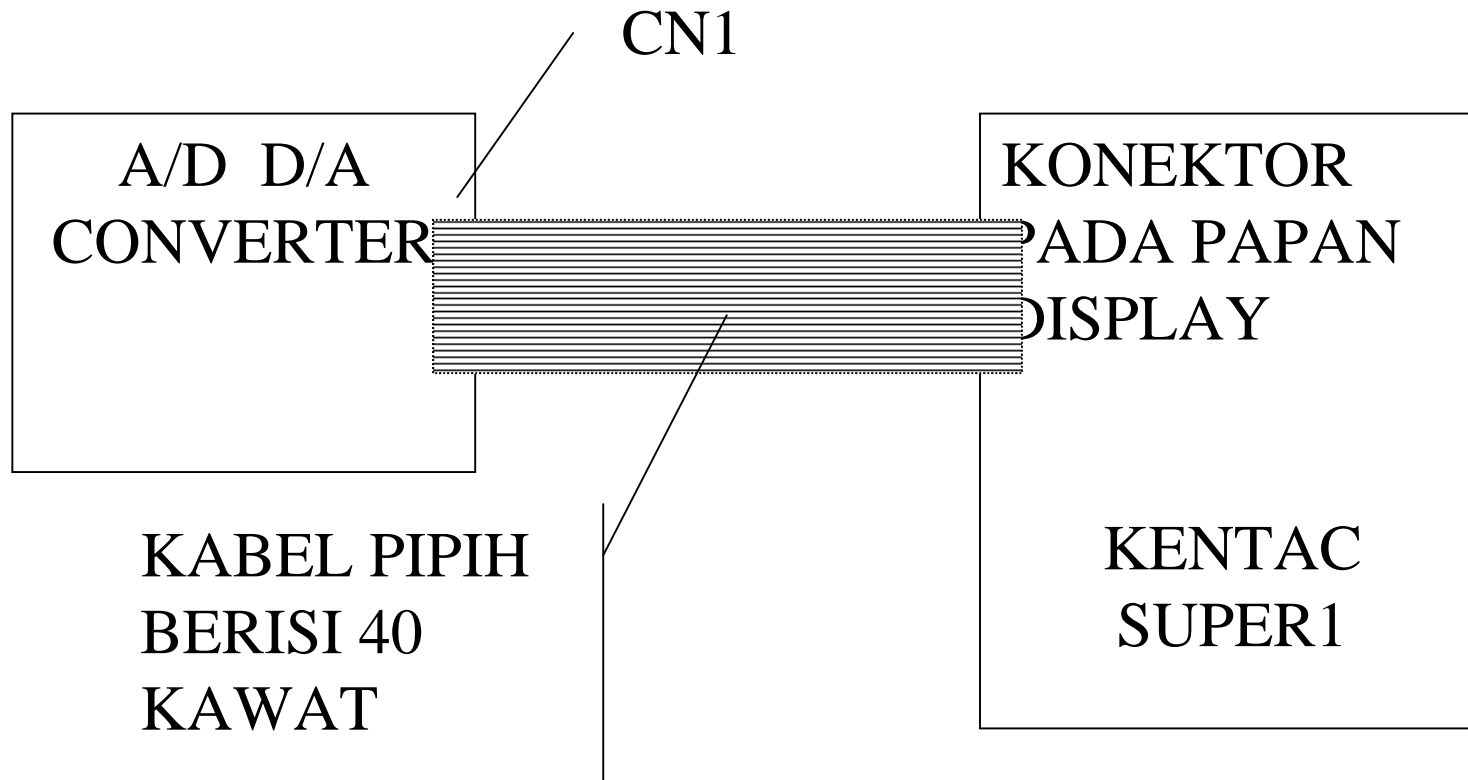 CN1
A/D D/A
CONVERTER
KONEKTOR
PADA PAPAN
DISPLAY
KABEL PIPIH
BERISI 40
KAWAT
KENTAC
SUPER1